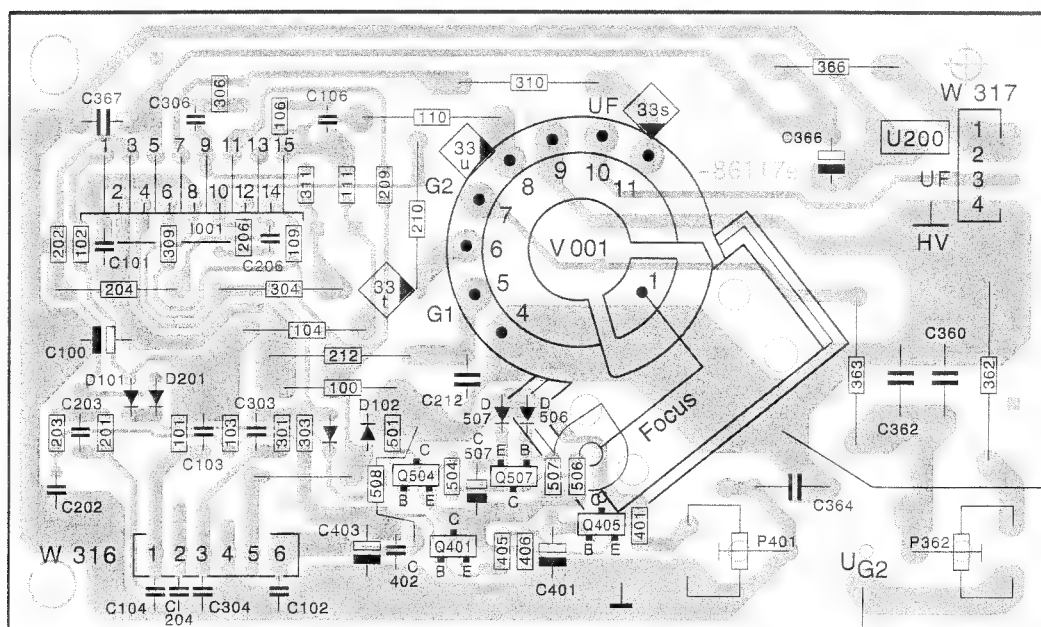 310
366
W 317
C367
C306
306
106
C106
110
UF
33s
33
u
C366
U200
1
2
3
4
UF
HV
1 3 5 7 9 11 13 15
2 4 6 8 10 12 14
311
111
209
G2
11
10
9
8
7
6
5
4
1
V001
210
202
102
C101
309
I001
206
C206
109
204
304
33
t
G1
104
C100
212
100
C212
D101
D201
C203
203
201
101
C103
103
C303
301
303
D102
501
D
507
D
506
Focus
363
C360
362
C362
C202
508
C
Q504
B E
504
C
507
E B
Q507
C
507
506
C
Q405
B E
401
C364
C403
C
402
C
Q401
B E
405
406
C401
P401
P362
UG2
W 316
1 2 3 4 5 6
C104
C
204
C304
C102